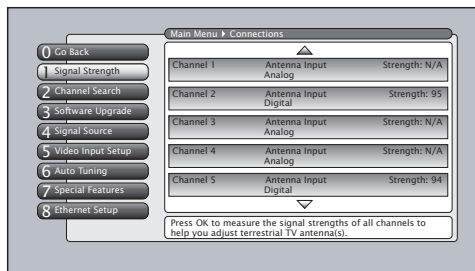 Main Menu ▸ Connections
0 Go Back
1 Signal Strength
2 Channel Search
3 Software Upgrade
4 Signal Source
5 Video Input Setup
6 Auto Tuning
7 Special Features
8 Ethernet Setup
Channel 1 Antenna Input Strength: N/A
Analog
Channel 2 Antenna Input Strength: 95
Digital
Channel 3 Antenna Input Strength: N/A
Analog
Channel 4 Antenna Input Strength: N/A
Analog
Channel 5 Antenna Input Strength: 94
Digital
Press OK to measure the signal strengths of all channels to
help you adjust terrestrial TV antenna(s).